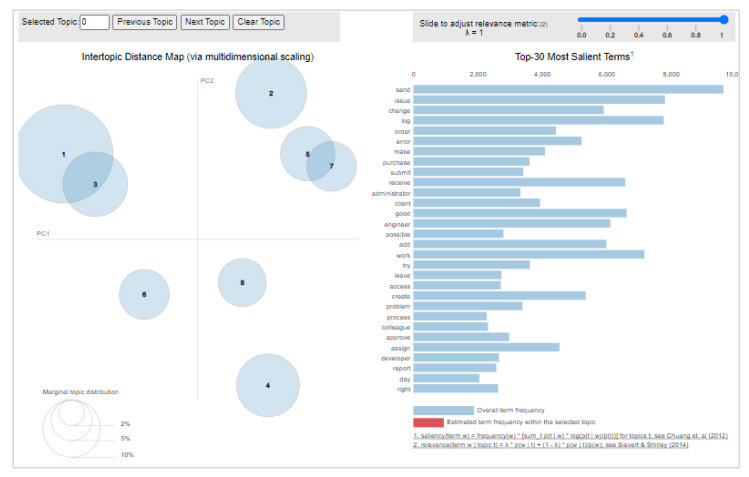 Selected Topic: 0 Previous Topic Next Topic Clear Topic
Slide to adjust relevance metric:(2)
λ = 1
0.0 0.2 0.4 0.6 0.8 1
Intertopic Distance Map (via multidimensional scaling)
PC2
PC1
2
5
7
1
3
6
8
4
Marginal topic distribution
2%
5%
10%
Top-30 Most Salient Terms1
0 2,000 4,000 6,000 8,000 10,0
send
issue
change
log
order
error
make
purchase
submit
receive
administrator
client
good
engineer
possible
add
work
try
leave
access
create
problem
process
colleague
approve
assign
developer
report
day
right
Overall term frequency
Estimated term frequency within the selected topic
1. saliency(term w) = frequency(w) * [sum_t p(t | w) * log(p(t | w)/p(t))] for topics t; see Chuang et. al (2012)
2. relevance(term w | topic t) = λ * p(w | t) + (1 - λ) * p(w | t)/p(w); see Sievert & Shirley (2014)